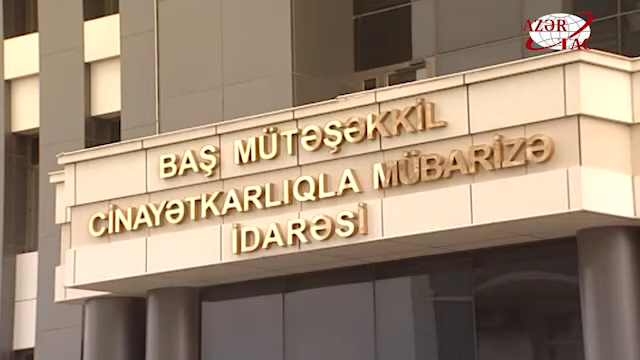 AZƏR
TAC
BAŞ MÜTƏŞƏKKİL
CİNAYƏTKARLIQLA MÜBARİZƏ
İDARƏSİ